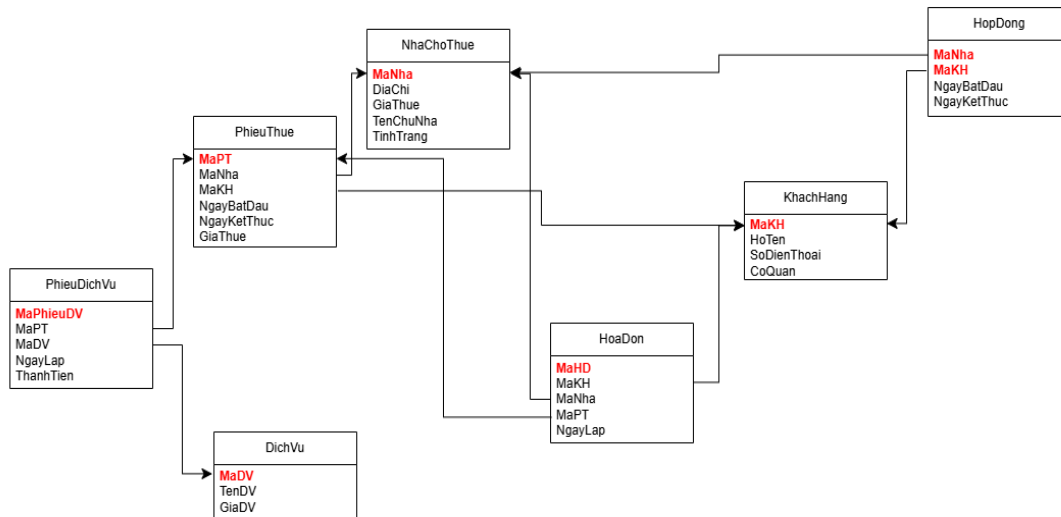 HopDong
MaNha
MaKH
NgayBatDau
NgayKetThuc
NhaChoThue
MaNha
DiaChi
GiaThue
TenChuNha
TinhTrang
PhieuThue
MaPT
MaNha
MaKH
NgayBatDau
NgayKetThuc
GiaThue
KhachHang
MaKH
HoTen
SoDienThoai
CoQuan
PhieuDichVu
MaPhieuDV
MaPT
MaDV
NgayLap
ThanhTien
HoaDon
MaHD
MaKH
MaNha
MaPT
NgayLap
DichVu
MaDV
TenDV
GiaDV